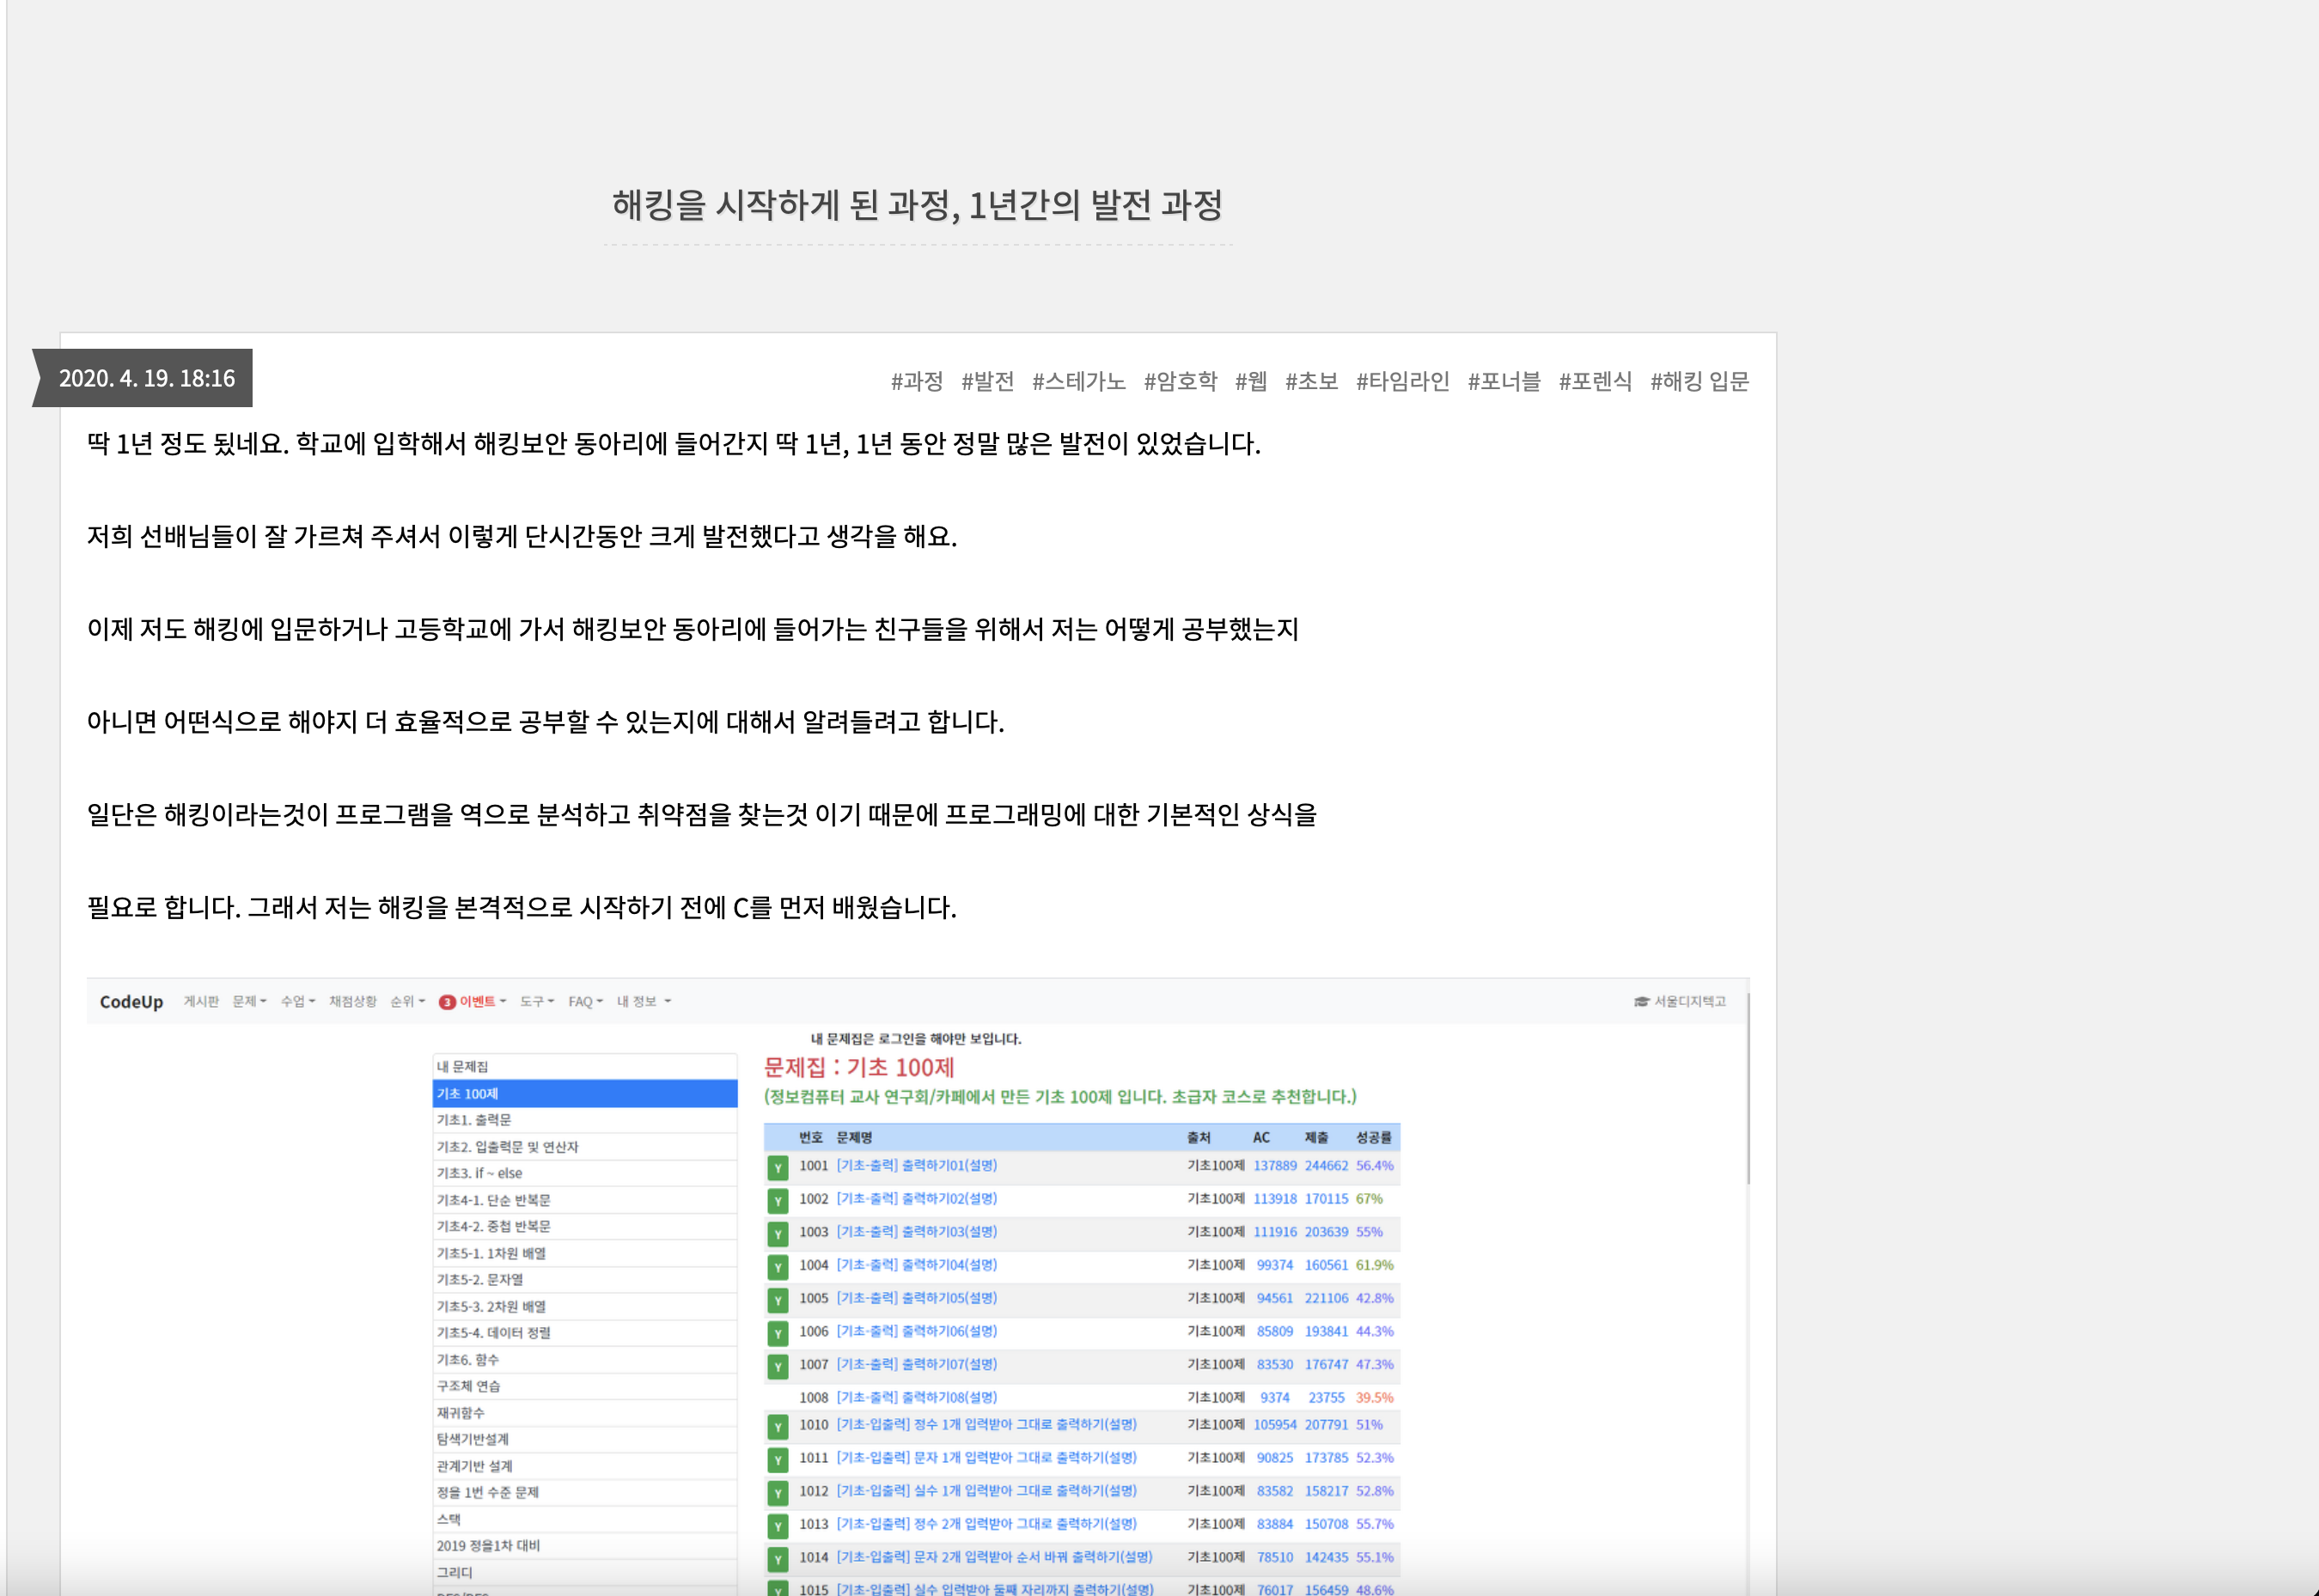 해킹을 시작하게 된 과정, 1년간의 발전 과정
2020. 4. 19. 18:16
#과정 #발전 #스테가노 #암호학 #웹 #초보 #타임라인 #포너블 #포렌식 #해킹 입문
딱 1년 정도 됬네요. 학교에 입학해서 해킹보안 동아리에 들어간지 딱 1년, 1년 동안 정말 많은 발전이 있었습니다.
저희 선배님들이 잘 가르쳐 주셔서 이렇게 단시간동안 크게 발전했다고 생각을 해요.
이제 저도 해킹에 입문하거나 고등학교에 가서 해킹보안 동아리에 들어가는 친구들을 위해서 저는 어떻게 공부했는지
아니면 어떤식으로 해야지 더 효율적으로 공부할 수 있는지에 대해서 알려들려고 합니다.
일단은 해킹이라는것이 프로그램을 역으로 분석하고 취약점을 찾는것 이기 때문에 프로그래밍에 대한 기본적인 상식을
필요로 합니다. 그래서 저는 해킹을 본격적으로 시작하기 전에 C를 먼저 배웠습니다.
CodeUp 게시판 문제 수업 채점상황 순위 3 이벤트 도구 FAQ 내 정보 서울디지텍고
내 문제집은 로그인을 해야만 보입니다.
내 문제집
기초 100제
기초1. 출력문
기초2. 입출력문 및 연산자
기초3. if ~ else
기초4-1. 단순 반복문
기초4-2. 중첩 반복문
기초5-1. 1차원 배열
기초5-2. 문자열
기초5-3. 2차원 배열
기초5-4. 데이터 정렬
기초6. 함수
구조체 연습
재귀함수
탐색기반설계
관계기반 설계
정올 1번 수준 문제
스택
2019 정올1차 대비
그리디
문제집 : 기초 100제
(정보컴퓨터 교사 연구회/카페에서 만든 기초 100제 입니다. 초급자 코스로 추천합니다.)
번호 문제명 출처 AC 제출 성공률
Y 1001 [기초-출력] 출력하기01(설명) 기초100제 137889 244662 56.4%
Y 1002 [기초-출력] 출력하기02(설명) 기초100제 113918 170115 67%
Y 1003 [기초-출력] 출력하기03(설명) 기초100제 111916 203639 55%
Y 1004 [기초-출력] 출력하기04(설명) 기초100제 99374 160561 61.9%
Y 1005 [기초-출력] 출력하기05(설명) 기초100제 94561 221106 42.8%
Y 1006 [기초-출력] 출력하기06(설명) 기초100제 85809 193841 44.3%
Y 1007 [기초-출력] 출력하기07(설명) 기초100제 83530 176747 47.3%
1008 [기초-출력] 출력하기08(설명) 기초100제 9374 23755 39.5%
Y 1010 [기초-입출력] 정수 1개 입력받아 그대로 출력하기(설명) 기초100제 105954 207791 51%
Y 1011 [기초-입출력] 문자 1개 입력받아 그대로 출력하기(설명) 기초100제 90825 173785 52.3%
Y 1012 [기초-입출력] 실수 1개 입력받아 그대로 출력하기(설명) 기초100제 83582 158217 52.8%
Y 1013 [기초-입출력] 정수 2개 입력받아 그대로 출력하기(설명) 기초100제 83884 150708 55.7%
Y 1014 [기초-입출력] 문자 2개 입력받아 순서 바꿔 출력하기(설명) 기초100제 78510 142435 55.1%
Y 1015 [기초-입출력] 실수 입력받아 둘째 자리까지 출력하기(설명) 기초100제 76017 156459 48.6%